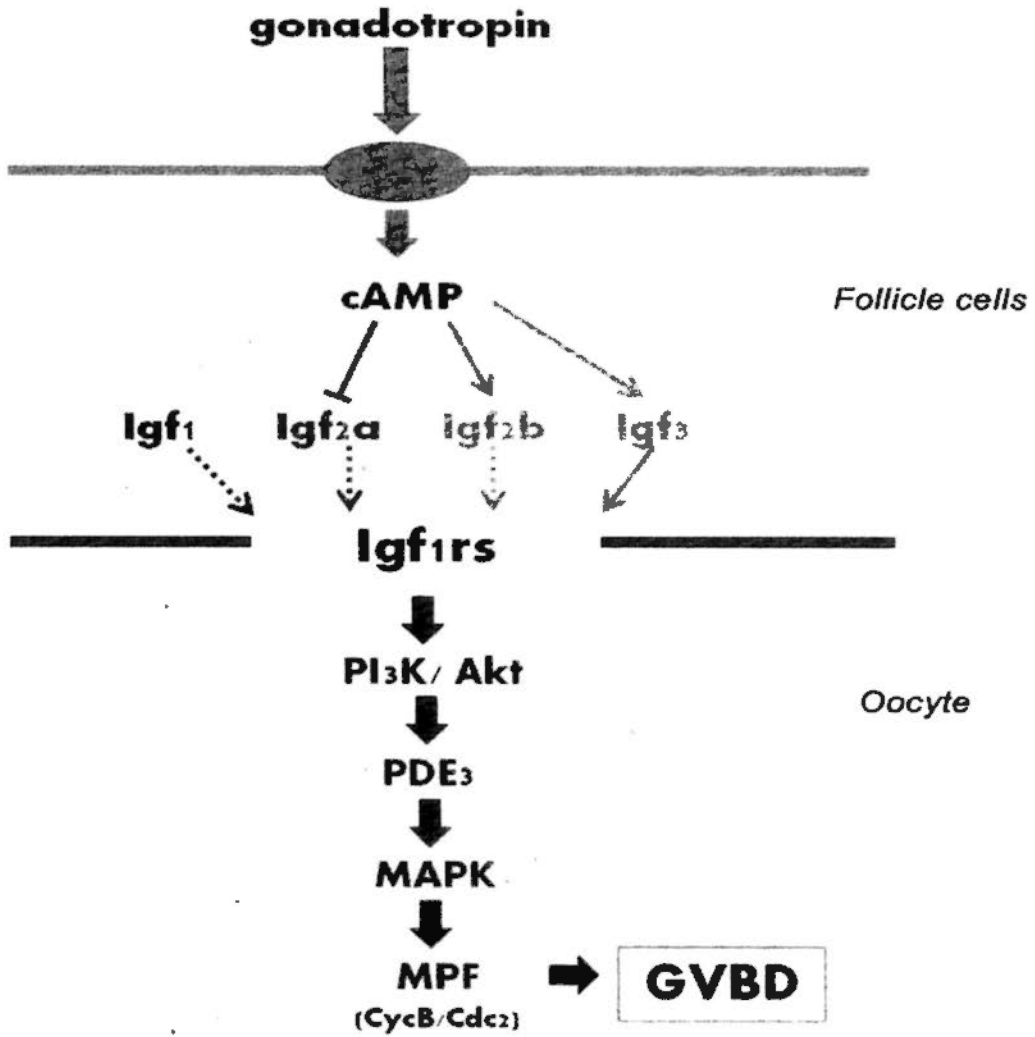 gonadotropin
cAMP
Follicle cells
Igf1 Igf2a Igf2b Igf3
Igf1rs
PI3K/ Akt
Oocyte
PDE3
MAPK
MPF GVBD
(CycB/Cdc2)